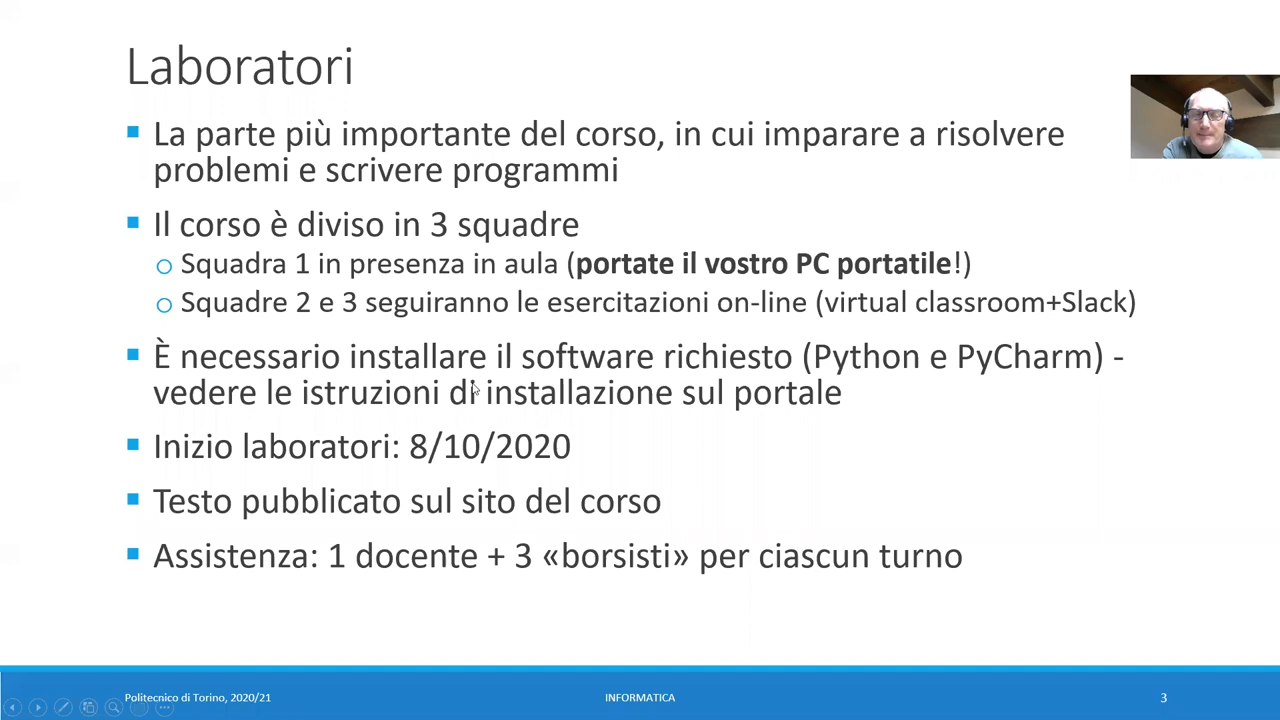 Laboratori
La parte più importante del corso, in cui imparare a risolvere
problemi e scrivere programmi
Il corso è diviso in 3 squadre
Squadra 1 in presenza in aula (portate il vostro PC portatile!)
Squadre 2 e 3 seguiranno le esercitazioni on-line (virtual classroom+Slack)
È necessario installare il software richiesto (Python e PyCharm) -
vedere le istruzioni di installazione sul portale
Inizio laboratori: 8/10/2020
Testo pubblicato sul sito del corso
Assistenza: 1 docente + 3 «borsisti» per ciascun turno
Politecnico di Torino, 2020/21
INFORMATICA
3